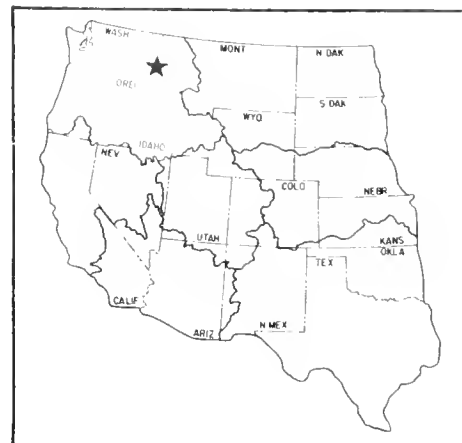 WASH
MONT
N DAK
OREG
S DAK
WYO
IDAHO
NEV
COLO
NEBR
UTAH
KANS
OKLA
TEX
CALIF
N MEX
ARIZ